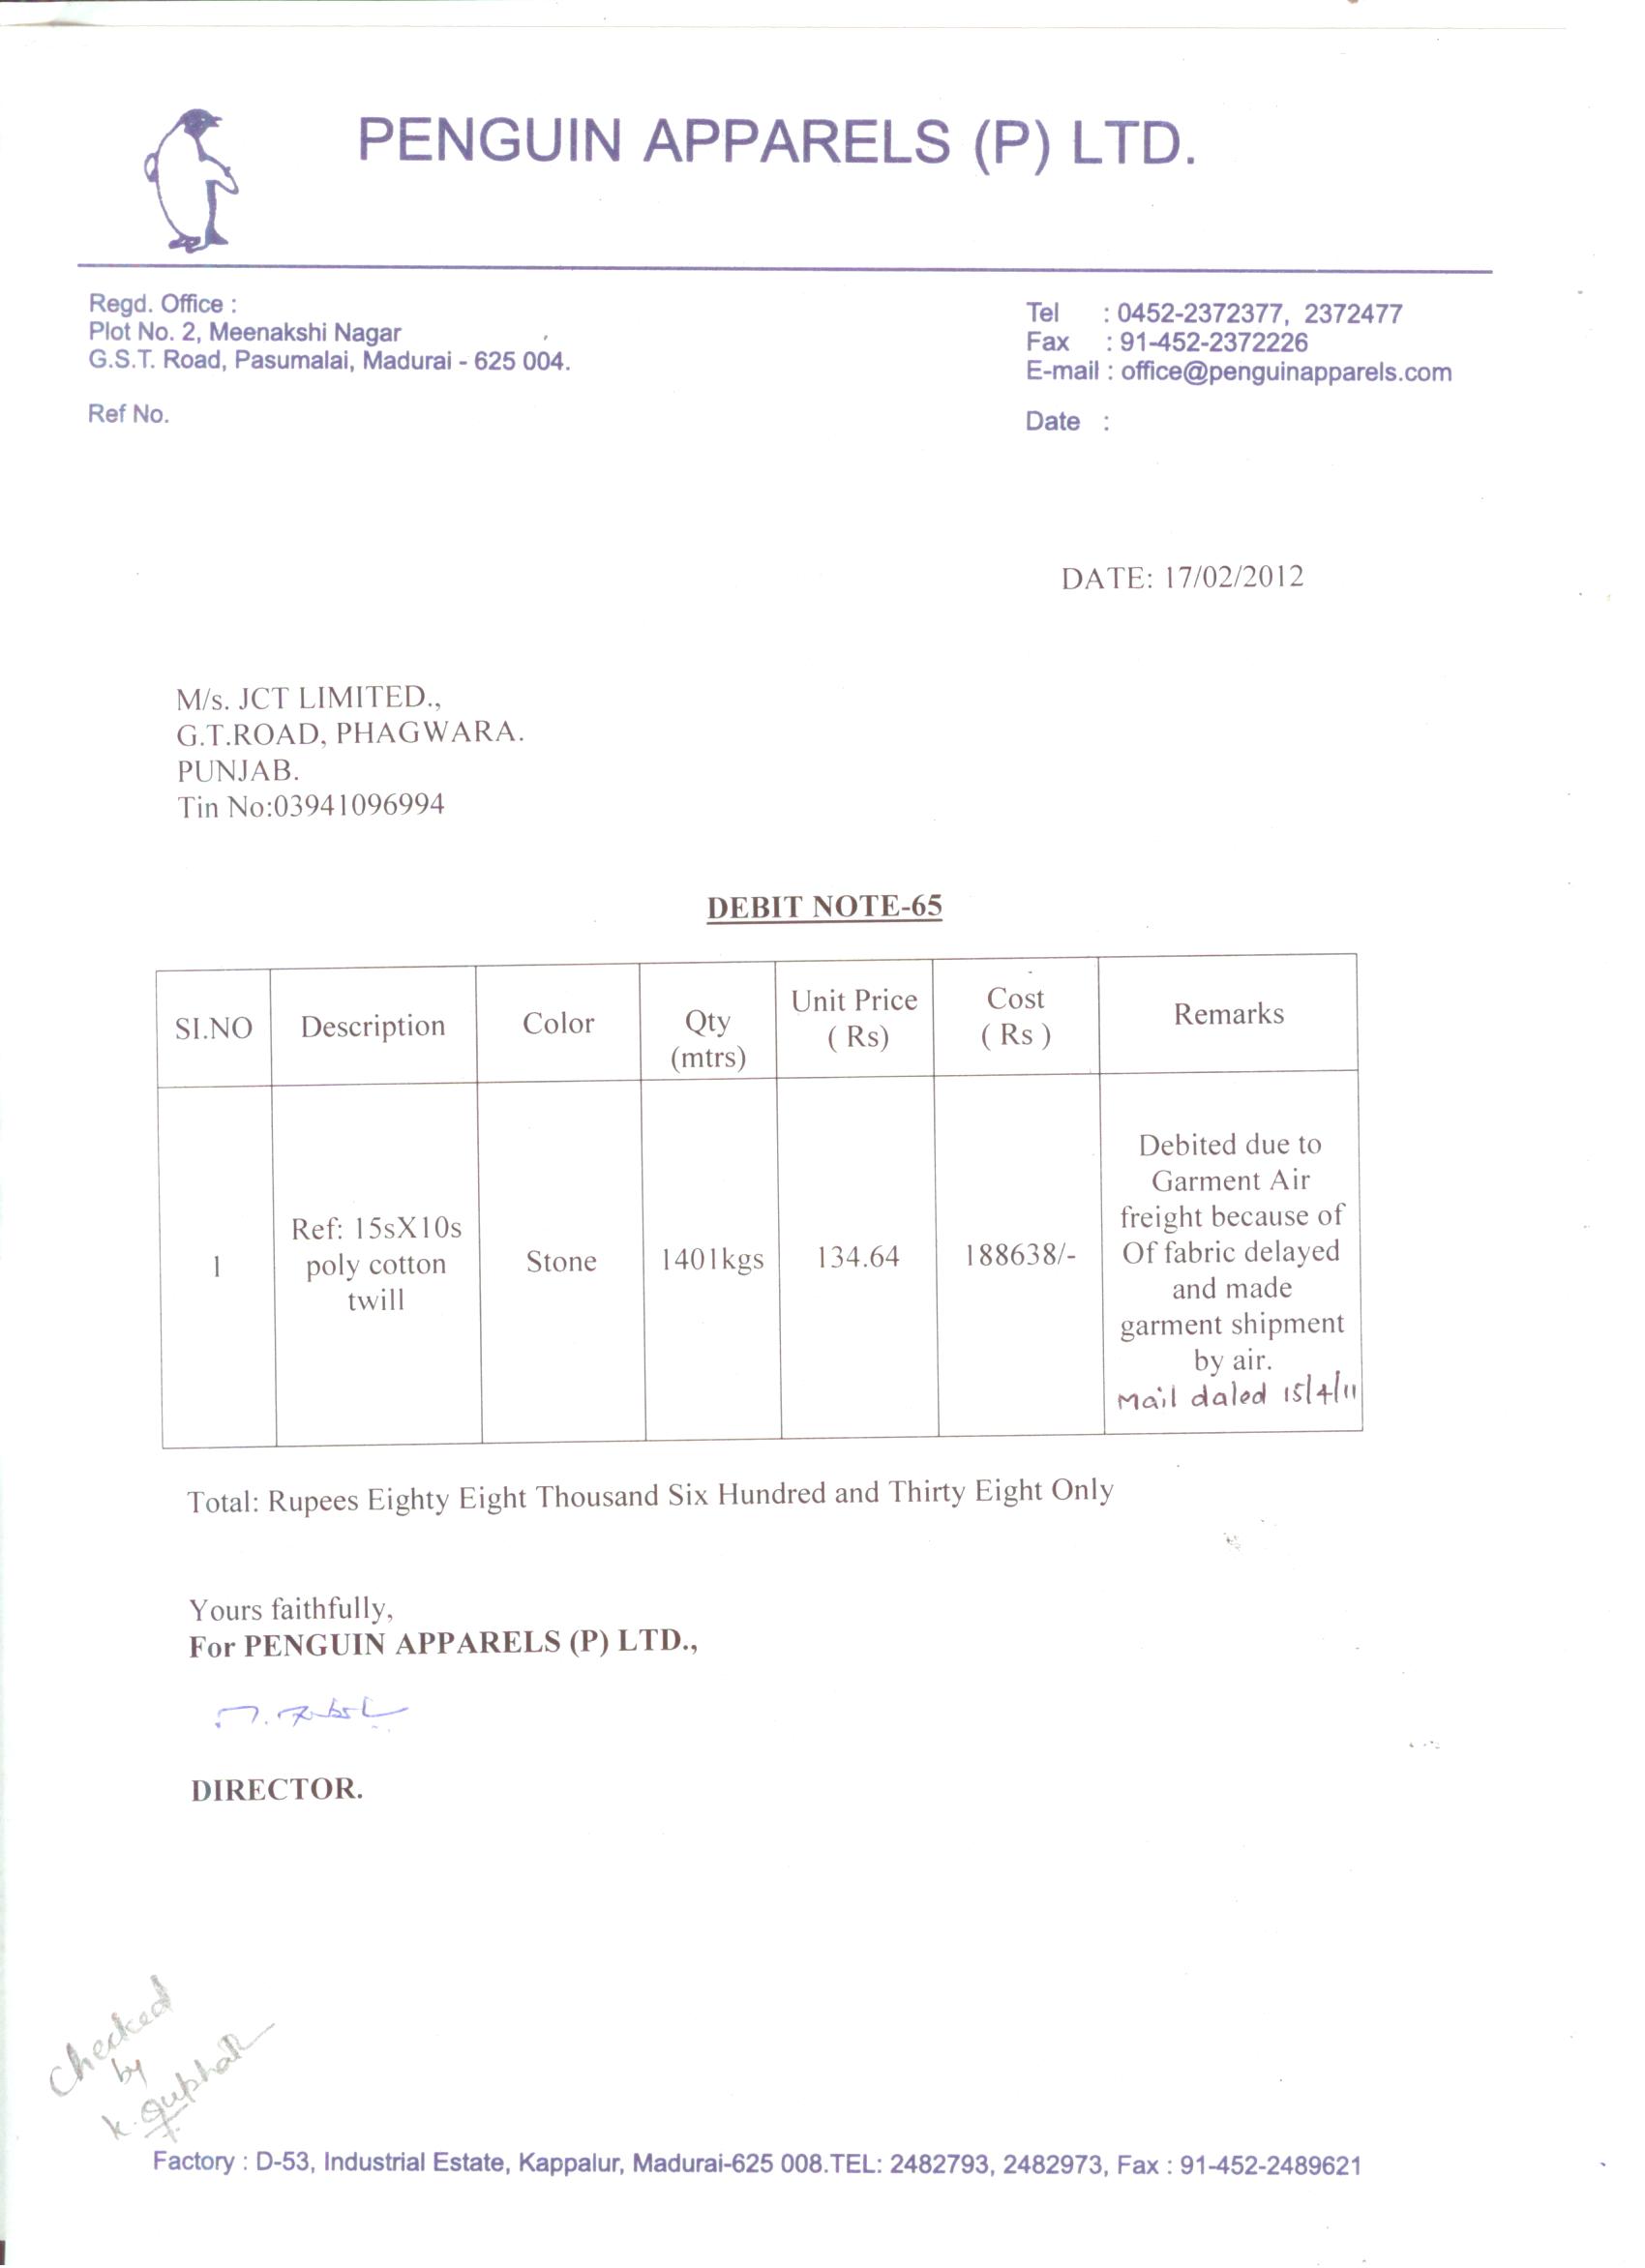 PENGUIN APPARELS (P) LTD.
Regd. Office :
Plot No. 2, Meenakshi Nagar
G.S.T. Road, Pasumalai, Madurai - 625 004.
Ref No.
Tel : 0452-2372377, 2372477
Fax : 91-452-2372226
E-mail : office@penguinapparels.com
Date :
DATE: 17/02/2012
M/s. JCT LIMITED.,
G.T.ROAD, PHAGWARA.
PUNJAB.
Tin No:03941096994
DEBIT NOTE-65
SI.NO
Description
Color
Qty
(mtrs)
Unit Price
( Rs)
Cost
( Rs )
Remarks
1
Ref: 15sX10s
poly cotton
twill
Stone
1401kgs
134.64
188638/-
Debited due to
Garment Air
freight because of
Of fabric delayed
and made
garment shipment
by air.
Mail dated 15/4/11
Total: Rupees Eighty Eight Thousand Six Hundred and Thirty Eight Only
Yours faithfully,
For PENGUIN APPARELS (P) LTD.,
DIRECTOR.
checked
by
K.
Factory : D-53, Industrial Estate, Kappalur, Madurai-625 008.TEL: 2482793, 2482973, Fax : 91-452-2489621